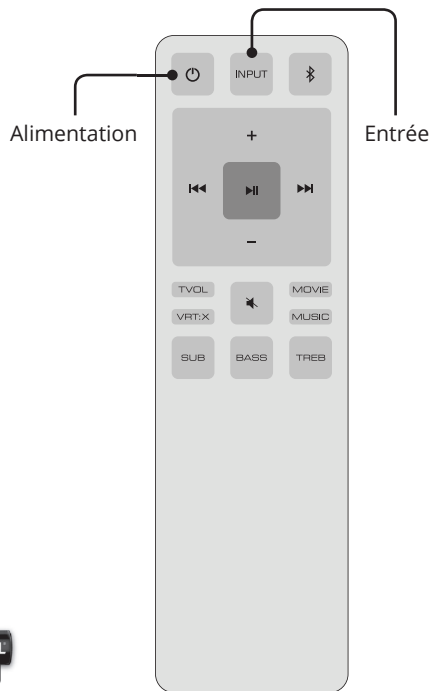 INPUT
Alimentation
Entrée
TVOL
MOVIE
VRT:X
MUSIC
SUB
BASS
TREB